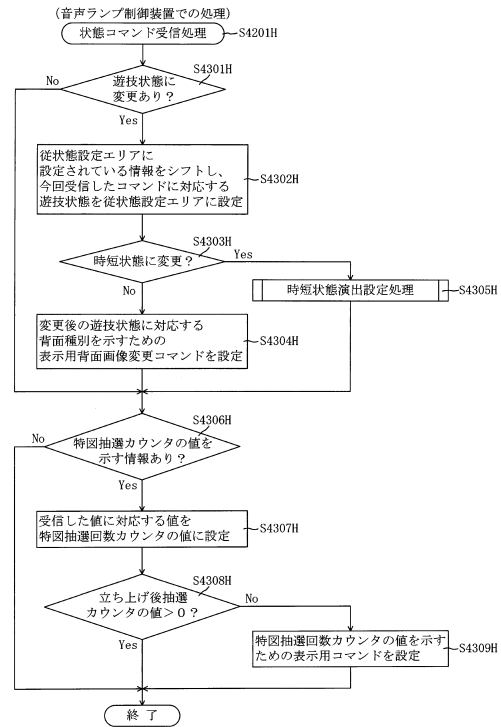 (音声ランプ制御装置での処理)
状態コマンド受信処理
S4201H
S4301H
No
遊技状態に
変更あり？
Yes
従状態設定エリアに
設定されている情報をシフトし、
今回受信したコマンドに対応する
遊技状態を従状態設定エリアに設定
S4302H
S4303H
時短状態に変更？
Yes
No
時短状態演出設定処理
S4305H
変更後の遊技状態に対応する
背面種別を示すための
表示用背面画像変更コマンドを設定
S4304H
S4306H
No
特図抽選カウンタの値を
示す情報あり？
Yes
受信した値に対応する値を
特図抽選回数カウンタの値に設定
S4307H
S4308H
立ち上げ後抽選
カウンタの値＞０？
No
Yes
特図抽選回数カウンタの値を示す
ための表示用コマンドを設定
S4309H
終了